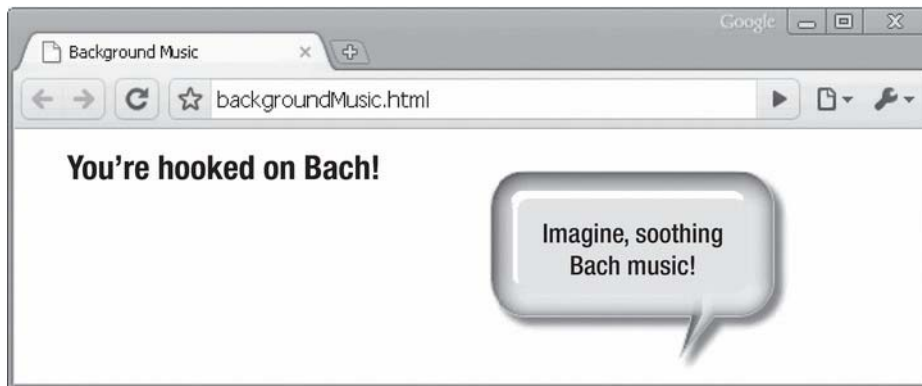 Google
Background Music
backgroundMusic.html
You're hooked on Bach!
Imagine, soothing
Bach music!